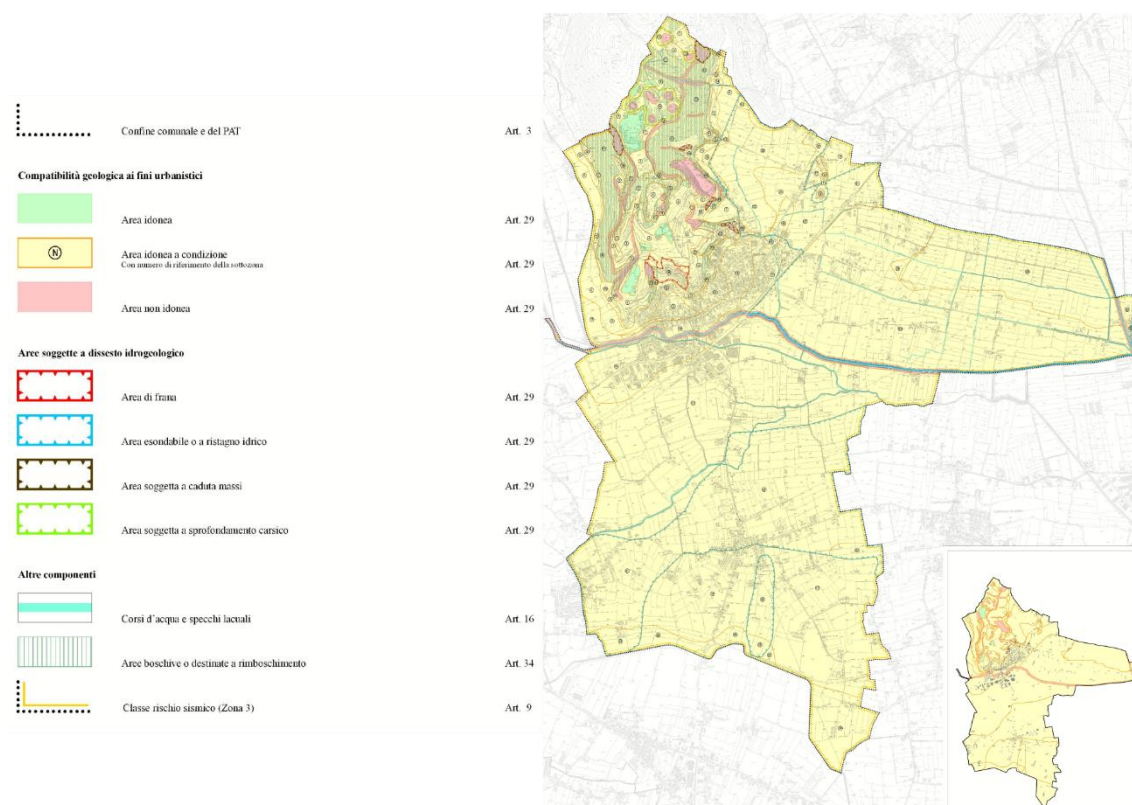 Confine comunale e del PAT Art. 3
Compatibilità geologica ai fini urbanistici
Area idonea Art. 29
N Area idonea a condizione
Con numero di riferimento della sottozona Art. 29
Area non idonea Art. 29
Aree soggette a dissesto idrogeologico
Area di frana Art. 29
Area esondabile o a ristagno idrico Art. 29
Area soggetta a caduta massi Art. 29
Area soggetta a sprofondamento carsico Art. 29
Altre componenti
Corsi d'acqua e specchi lacuali Art. 16
Aree boschive o destinate a rimboschimento Art. 34
Classe rischio sismico (Zona 3) Art. 9